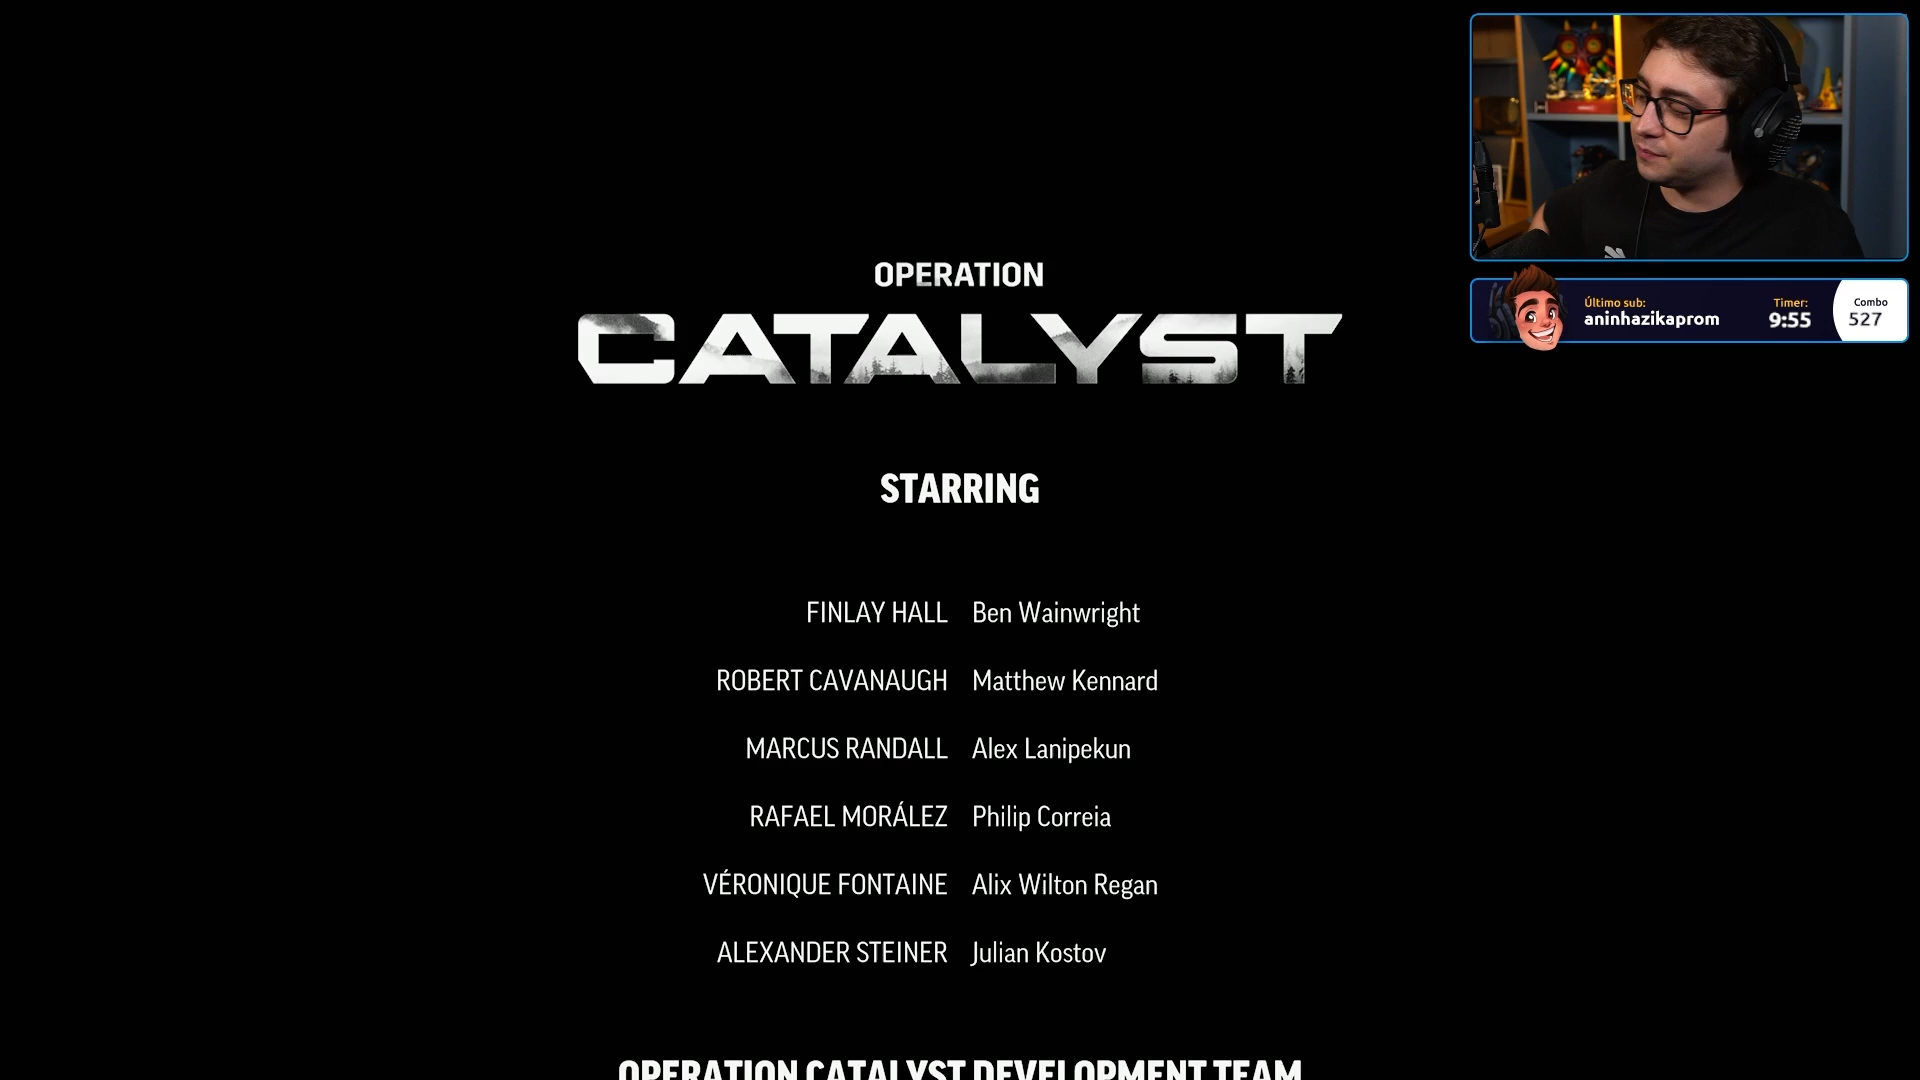 OPERATION
CATALYST
STARRING
FINLAY HALL Ben Wainwright
ROBERT CAVANAUGH Matthew Kennard
MARCUS RANDALL Alex Lanipekun
RAFAEL MORÁLEZ Philip Correia
VÉRONIQUE FONTAINE Alix Wilton Regan
ALEXANDER STEINER Julian Kostov
OPERATION CATALYST DEVELOPMENT TEAM
Último sub:
aninhazikaprom
Timer:
9:55
Combo
527